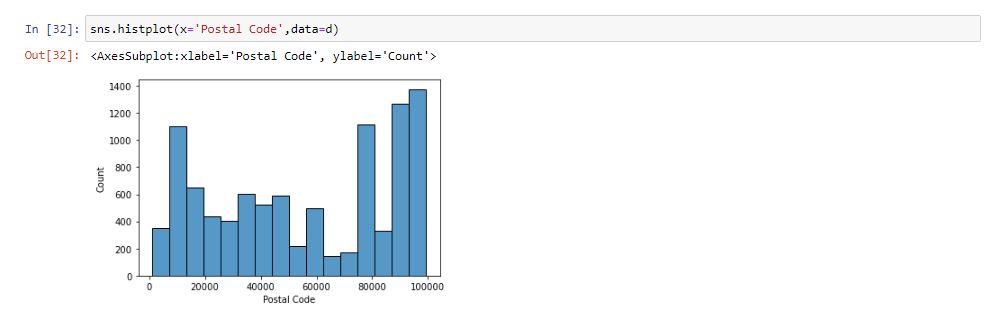 In [32]: sns.histplot(x='Postal Code',data=d)
Out[32]: <AxesSubplot:xlabel='Postal Code', ylabel='Count'>
1400
1200
1000
800
600
400
200
0
Count
0 20000 40000 60000 80000 100000
Postal Code